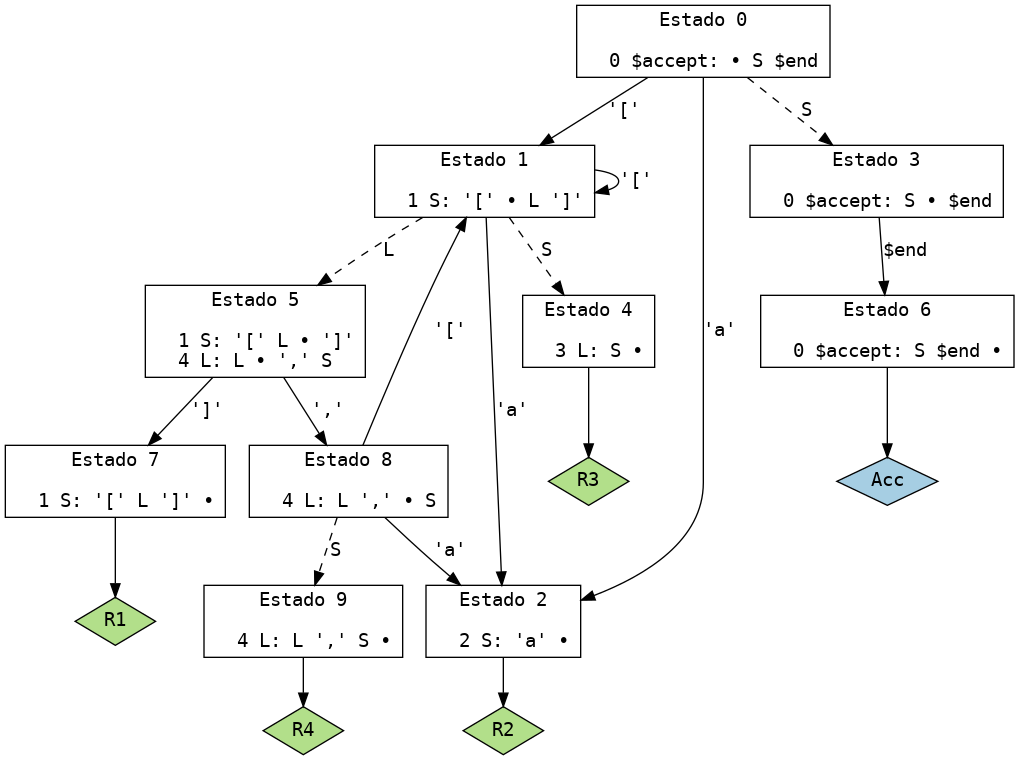 Estado 0
0 $accept: • S $end
'['
S
Estado 1
1 S: '[' • L ']'
'['
Estado 3
0 $accept: S • $end
L
S
'a'
$end
Estado 5
1 S: '[' L • ']'
4 L: L • ',' S
'['
Estado 4
3 L: S •
Estado 6
0 $accept: S $end •
']'
','
'a'
Estado 7
1 S: '[' L ']' •
Estado 8
4 L: L ',' • S
R3
Acc
S
'a'
R1
Estado 9
4 L: L ',' S •
Estado 2
2 S: 'a' •
R4
R2